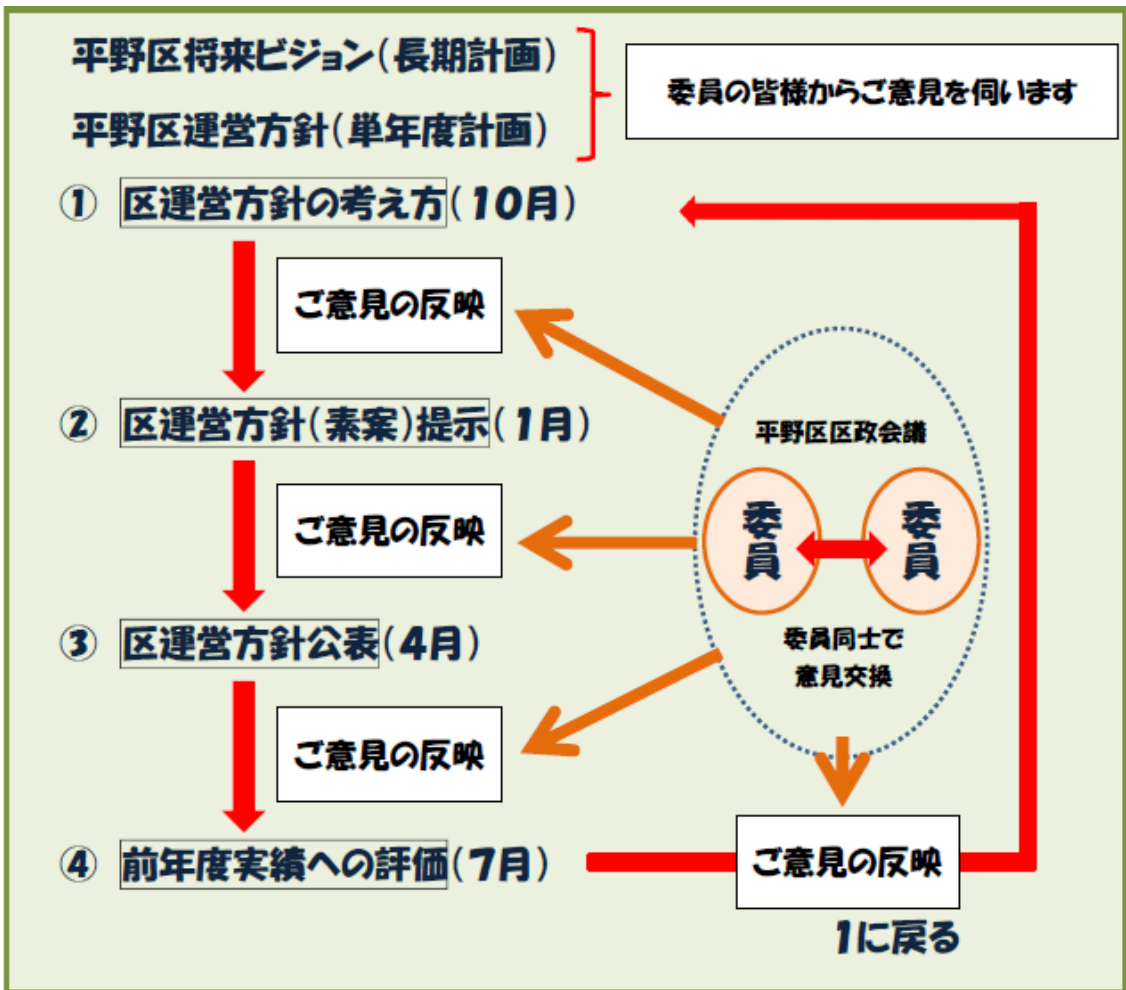 平野区将来ビジョン(長期計画)
平野区運営方針(単年度計画)
委員の皆様からご意見を伺います
① 区運営方針の考え方(10月)
ご意見の反映
② 区運営方針(素案)提示(1月)
ご意見の反映
③ 区運営方針公表(4月)
ご意見の反映
④ 前年度実績への評価(7月)
平野区区政会議
委員
委員
委員同士で
意見交換
ご意見の反映
1に戻る